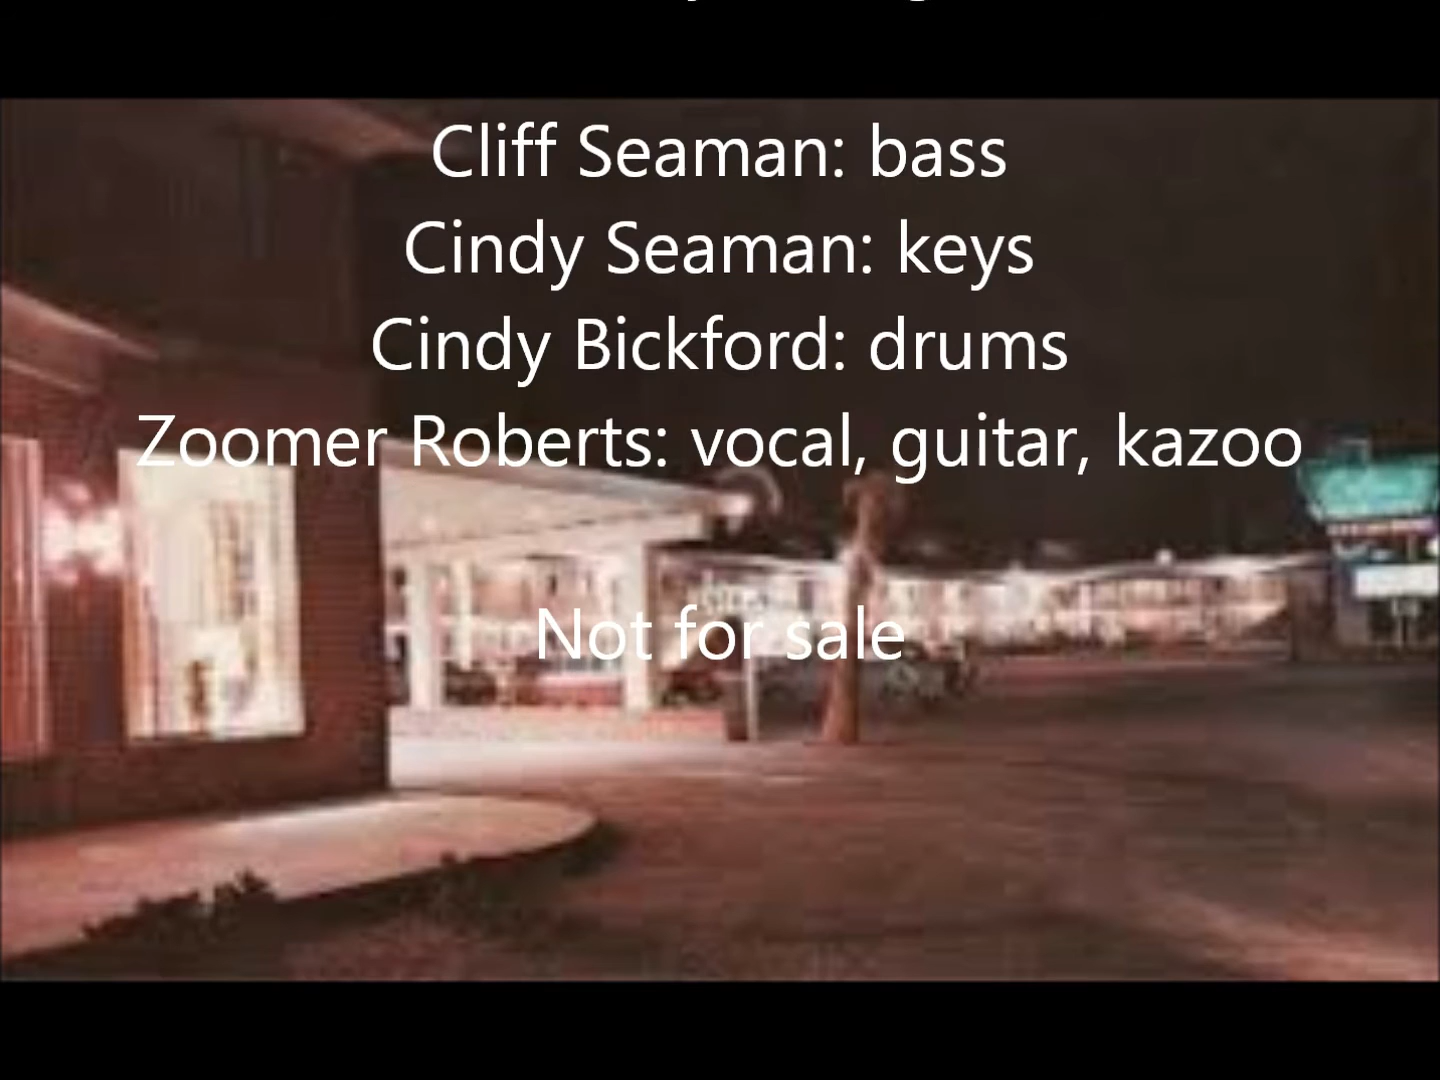 Cliff Seaman: bass
Cindy Seaman: keys
Cindy Bickford: drums
Zoomer Roberts: vocal, guitar, kazoo
Not for sale